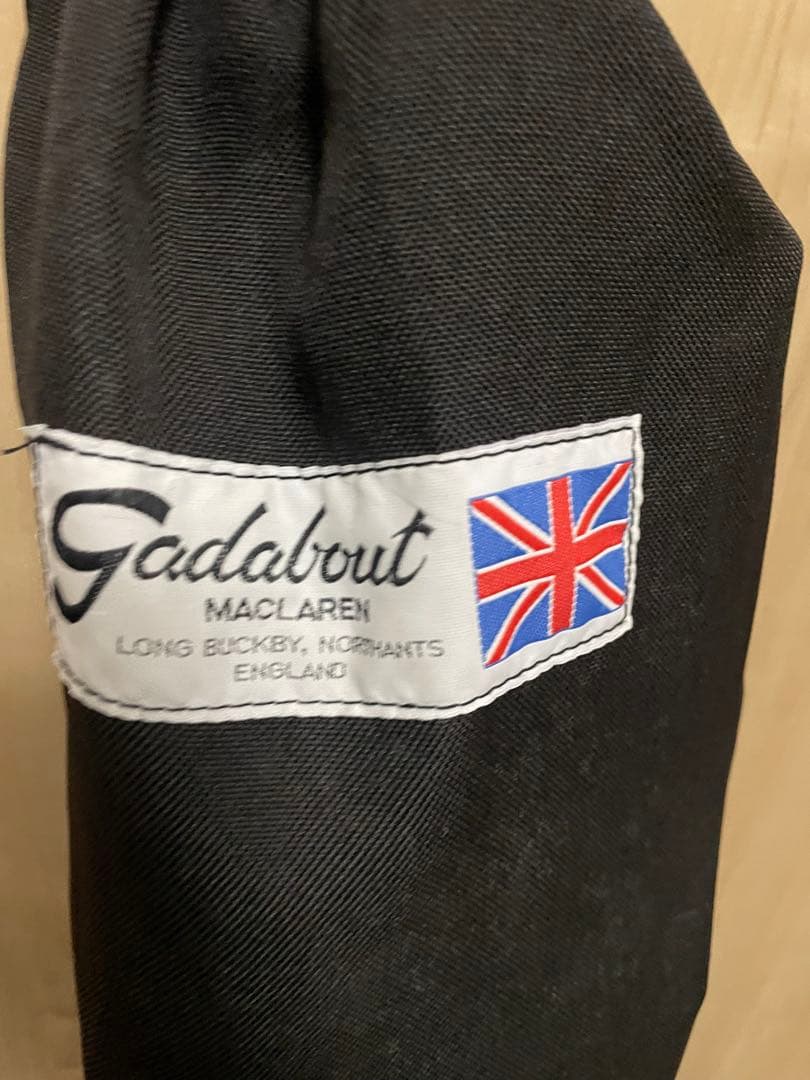 Gadabout
MACLAREN
LONG BUCKBY, NORTHANTS
ENGLAND